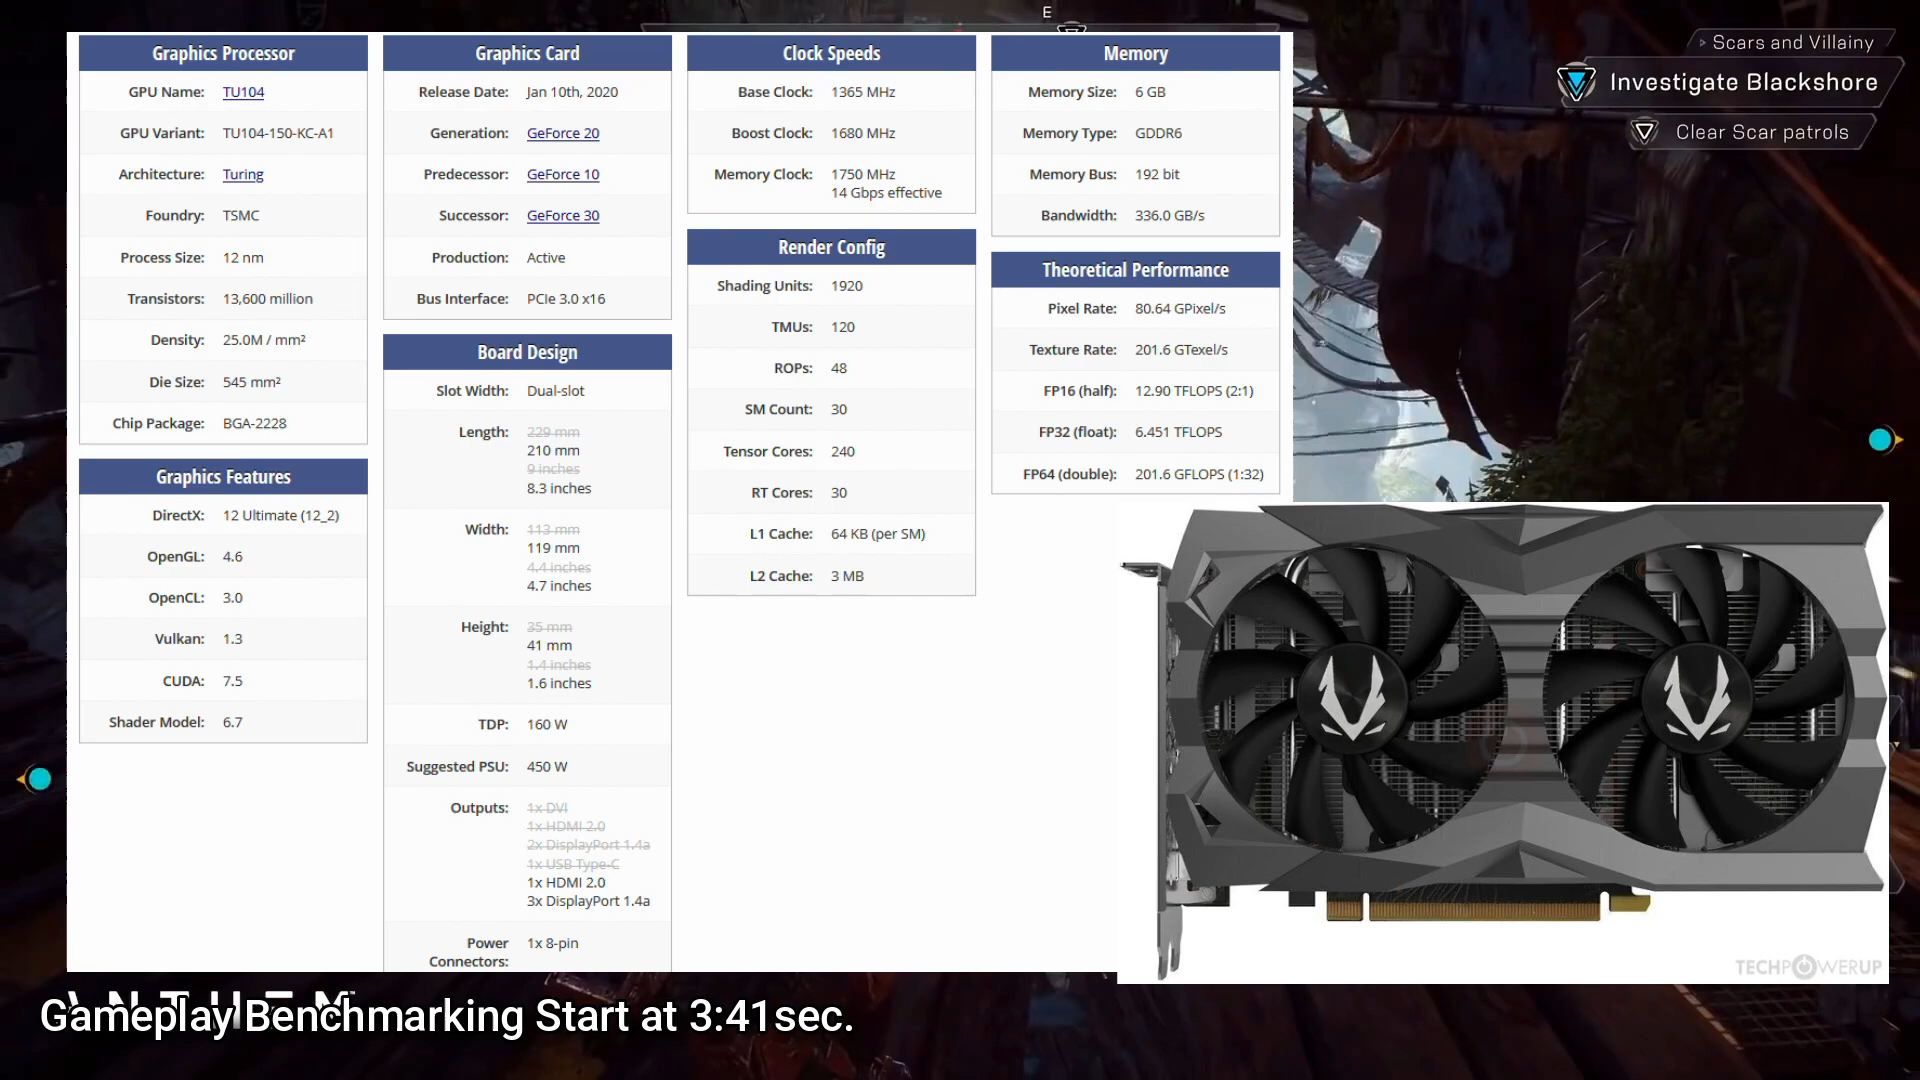 E
Scars and Villainy
Investigate Blackshore
Clear Scar patrols
Graphics Processor
GPU Name: TU104
GPU Variant: TU104-150-KC-A1
Architecture: Turing
Foundry: TSMC
Process Size: 12 nm
Transistors: 13,600 million
Density: 25.0M / mm²
Die Size: 545 mm²
Chip Package: BGA-2228
Graphics Features
DirectX: 12 Ultimate (12_2)
OpenGL: 4.6
OpenCL: 3.0
Vulkan: 1.3
CUDA: 7.5
Shader Model: 6.7
Graphics Card
Release Date: Jan 10th, 2020
Generation: GeForce 20
Predecessor: GeForce 10
Successor: GeForce 30
Production: Active
Bus Interface: PCIe 3.0 x16
Board Design
Slot Width: Dual-slot
Length: 229 mm
210 mm
9 inches
8.3 inches
Width: 113 mm
119 mm
4.4 inches
4.7 inches
Height: 35 mm
41 mm
1.4 inches
1.6 inches
TDP: 160 W
Suggested PSU: 450 W
Outputs: 1x DVI
1x HDMI 2.0
2x DisplayPort 1.4a
1x USB Type-C
1x HDMI 2.0
3x DisplayPort 1.4a
Power Connectors: 1x 8-pin
Clock Speeds
Base Clock: 1365 MHz
Boost Clock: 1680 MHz
Memory Clock: 1750 MHz
14 Gbps effective
Render Config
Shading Units: 1920
TMUs: 120
ROPs: 48
SM Count: 30
Tensor Cores: 240
RT Cores: 30
L1 Cache: 64 KB (per SM)
L2 Cache: 3 MB
Memory
Memory Size: 6 GB
Memory Type: GDDR6
Memory Bus: 192 bit
Bandwidth: 336.0 GB/s
Theoretical Performance
Pixel Rate: 80.64 GPixel/s
Texture Rate: 201.6 GTexel/s
FP16 (half): 12.90 TFLOPS (2:1)
FP32 (float): 6.451 TFLOPS
FP64 (double): 201.6 GFLOPS (1:32)
TECHPOWERUP
ANTHEM
Gameplay Benchmarking Start at 3:41sec.